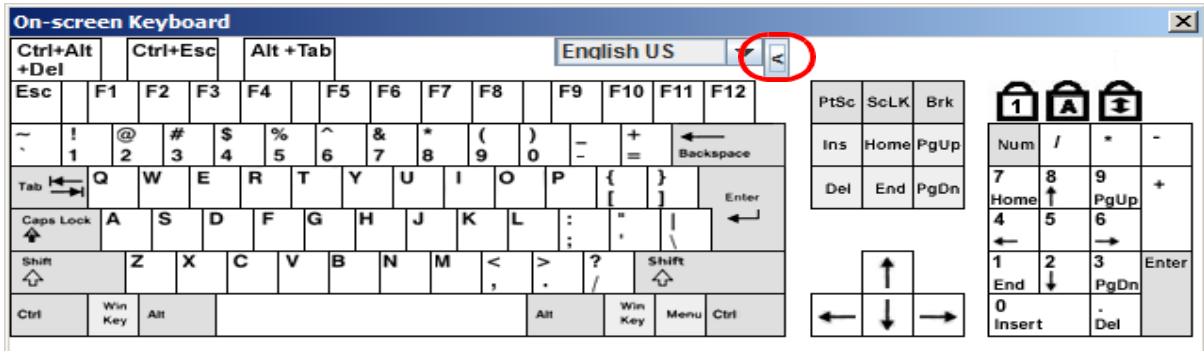 On-screen Keyboard
Ctrl+Alt +Del Ctrl+Esc Alt +Tab English US <
Esc F1 F2 F3 F4 F5 F6 F7 F8 F9 F10 F11 F12 PtSc ScLK Brk 1 A
~ ! @ # $ % ^ & * ( ) _ +
` 1 2 3 4 5 6 7 8 9 0 - = Backspace Ins Home PgUp Num / * -
Tab Q W E R T Y U I O P { [ } ] Enter Del End PgDn 7 Home 8 9 PgUp +
Caps Lock A S D F G H J K L : ; " ' | \ 4 5 6
Shift Z X C V B N M < , > . ? / Shift 1 End 2 3 PgDn Enter
Ctrl Win Key Alt Alt Win Key Menu Ctrl 0 Insert . Del